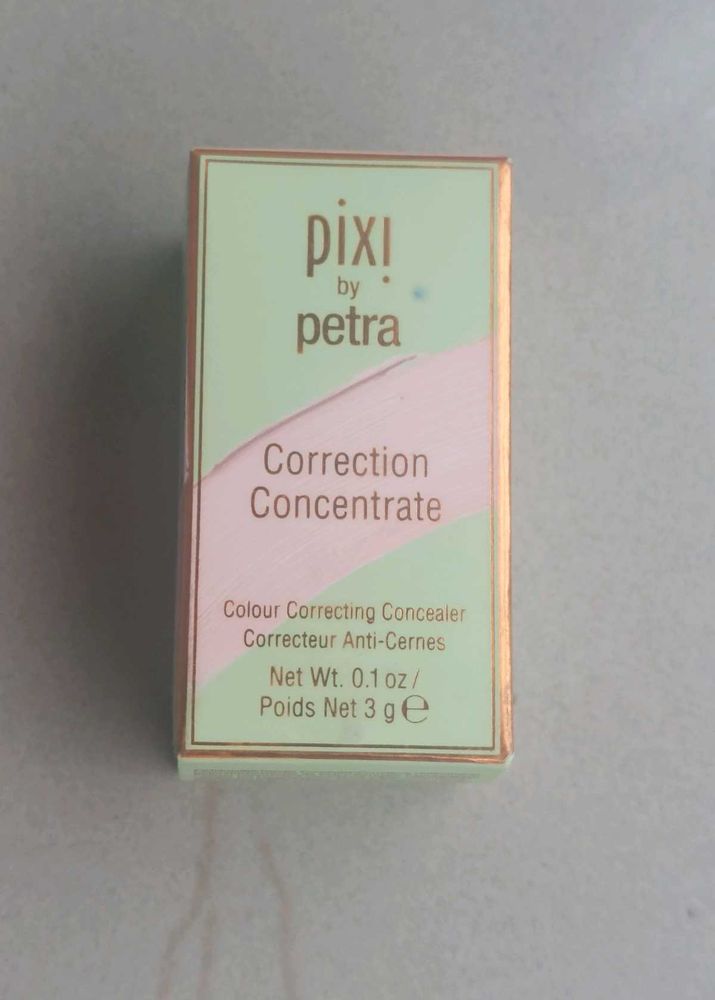 pixi
by
petra
Correction
Concentrate
Colour Correcting Concealer
Correcteur Anti-Cernes
Net Wt. 0.1 oz /
Poids Net 3 g ℮